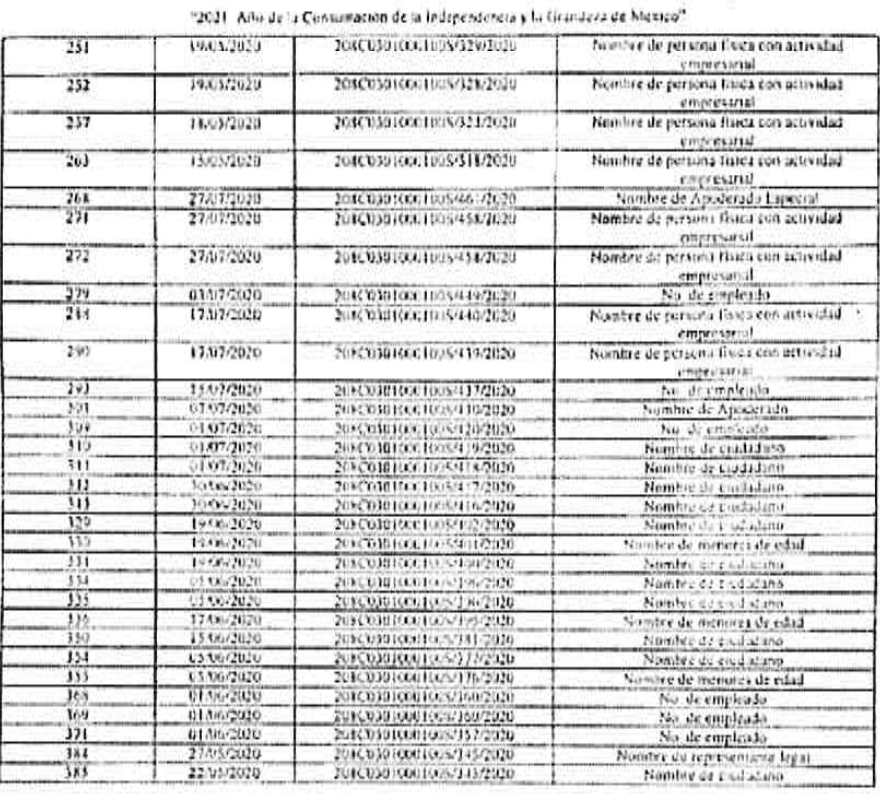 "2021. Año de la Consumación de la Independencia y la Grandeza de México"
251 19/05/2020 208C0301000100S/329/2020 Nombre de persona física con actividad
empresarial
252 19/05/2020 208C0301000100S/328/2020 Nombre de persona física con actividad
empresarial
257 18/05/2020 208C0301000100S/323/2020 Nombre de persona física con actividad
empresarial
263 15/05/2020 208C0301000100S/318/2020 Nombre de persona física con actividad
empresarial
268 27/07/2020 208C0301000100S/461/2020 Nombre de Apoderado Especial
271 27/07/2020 208C0301000100S/458/2020 Nombre de persona física con actividad
empresarial
272 27/07/2020 208C0301000100S/458/2020 Nombre de persona física con actividad
empresarial
279 03/07/2020 208C0301000100S/449/2020 No. de empleado
288 17/07/2020 208C0301000100S/440/2020 Nombre de persona física con actividad
empresarial
290 17/07/2020 208C0301000100S/439/2020 Nombre de persona física con actividad
empresarial
293 15/07/2020 208C0301000100S/437/2020 No. de empleado
07/07/2020 208C0301000100S/430/2020 Nombre de Apoderado
309 01/07/2020 208C0301000100S/420/2020 No. de empleado
310 01/07/2020 208C0301000100S/419/2020 Nombre de ciudadano
311 01/07/2020 208C0301000100S/418/2020 Nombre de ciudadano
312 30/06/2020 208C0301000100S/417/2020 Nombre de ciudadano
313 30/06/2020 208C0301000100S/416/2020 Nombre de ciudadano
329 19/06/2020 208C0301000100S/402/2020 Nombre de ciudadano
330 19/06/2020 208C0301000100S/401/2020 Nombre de menores de edad
331 19/06/2020 208C0301000100S/400/2020 Nombre de ciudadano
334 208C0301000100S/396/2020 Nombre de ciudadano
335 208C0301000100S/396/2020 Nombre de ciudadano
336 17/06/2020 208C0301000100S/395/2020 Nombre de menores de edad
350 15/06/2020 208C0301000100S/381/2020 Nombre de ciudadano
354 05/06/2020 208C0301000100S/377/2020 Nombre de ciudadano
355 05/06/2020 208C0301000100S/376/2020 Nombre de menores de edad
368 01/06/2020 208C0301000100S/360/2020 No. de empleado
369 01/06/2020 208C0301000100S/360/2020 No. de empleado
371 01/06/2020 208C0301000100S/357/2020 No. de empleado
384 27/05/2020 208C0301000100S/345/2020 Nombre de representante legal
385 22/05/2020 208C0301000100S/343/2020 Nombre de ciudadano